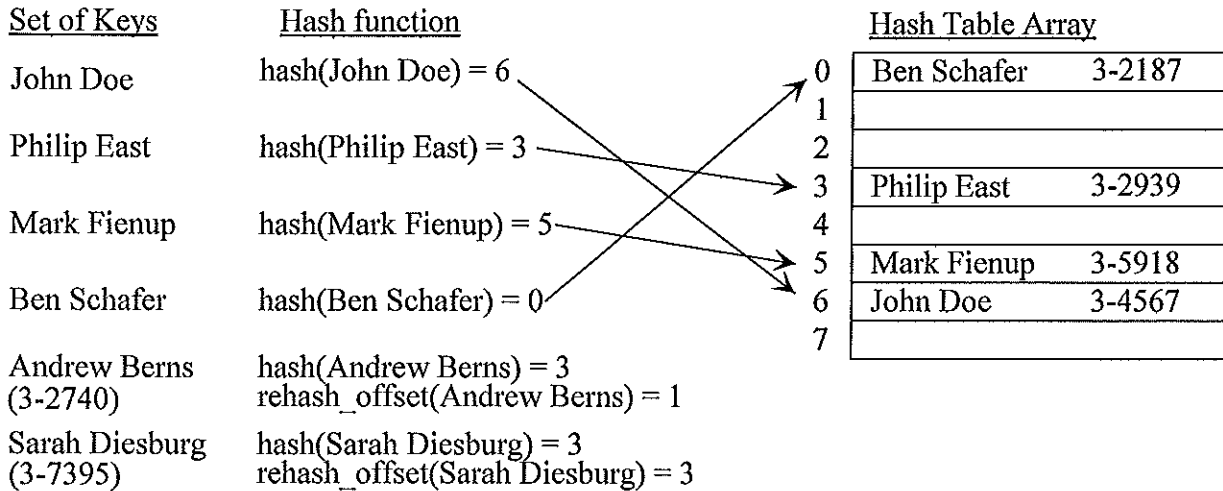 Set of Keys Hash function Hash Table Array
John Doe hash(John Doe) = 6 0 Ben Schafer 3-2187
1
Philip East hash(Philip East) = 3 2
3 Philip East 3-2939
Mark Fienup hash(Mark Fienup) = 5 4
5 Mark Fienup 3-5918
Ben Schafer hash(Ben Schafer) = 0 6 John Doe 3-4567
7
Andrew Berns hash(Andrew Berns) = 3
(3-2740) rehash_offset(Andrew Berns) = 1
Sarah Diesburg hash(Sarah Diesburg) = 3
(3-7395) rehash_offset(Sarah Diesburg) = 3